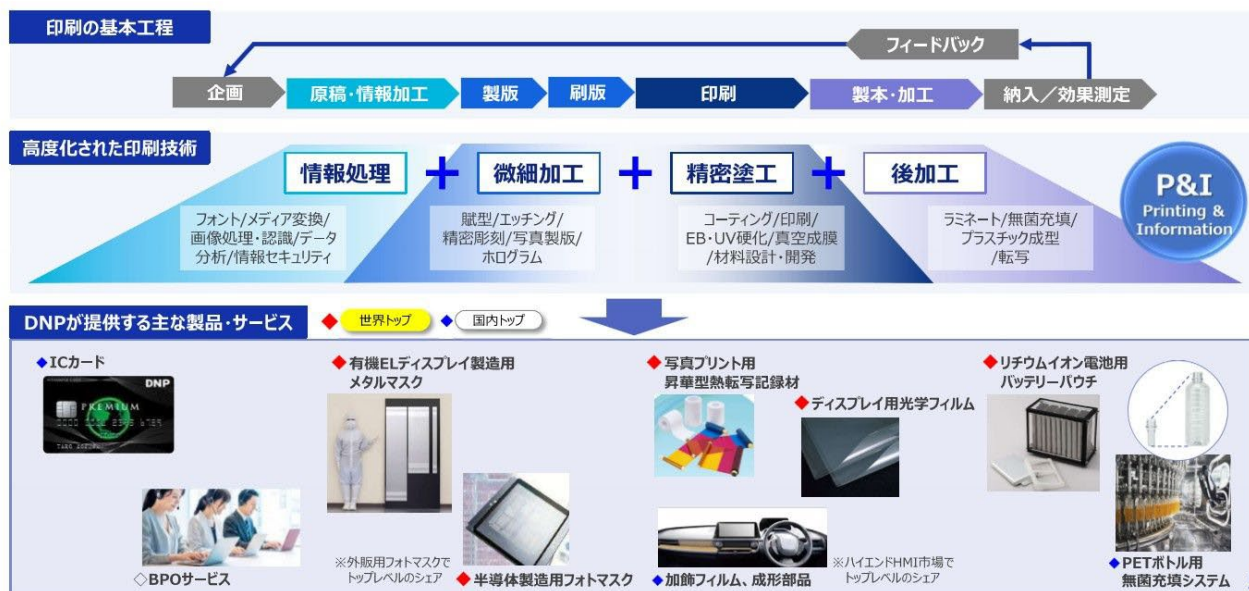 印刷の基本工程
フィードバック
企画
原稿・情報加工
製版
刷版
印刷
製本・加工
納入／効果測定
高度化された印刷技術
情報処理
+
微細加工
+
精密塗工
+
後加工
フォント/メディア変換/
画像処理・認識/データ
分析/情報セキュリティ
賦型/エッチング/
精密彫刻/写真製版/
ホログラム
コーティング/印刷/
EB・UV硬化/真空成膜
/材料設計・開発
ラミネート/無菌充填/
プラスチック成型
/転写
P&I
Printing &
Information
DNPが提供する主な製品・サービス
◆世界トップ
◆国内トップ
◆ICカード
DNP
PREMIUM
◇BPOサービス
◆有機ELディスプレイ製造用
メタルマスク
※外販用フォトマスクで
トップレベルのシェア
◆半導体製造用フォトマスク
◆写真プリント用
昇華型熱転写記録材
◆ディスプレイ用光学フィルム
◆加飾フィルム、成形部品
※ハイエンドHMI市場で
トップレベルのシェア
◆リチウムイオン電池用
バッテリーパウチ
◆PETボトル用
無菌充填システム